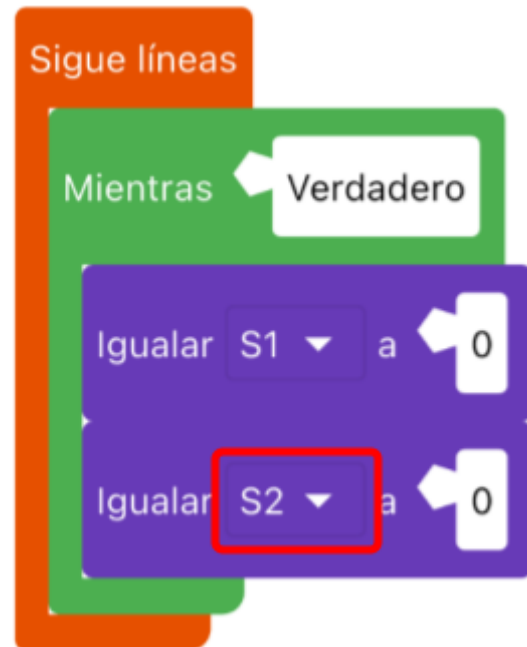 Sigue líneas
Mientras Verdadero
Igualar S1 a 0
Igualar S2 a 0